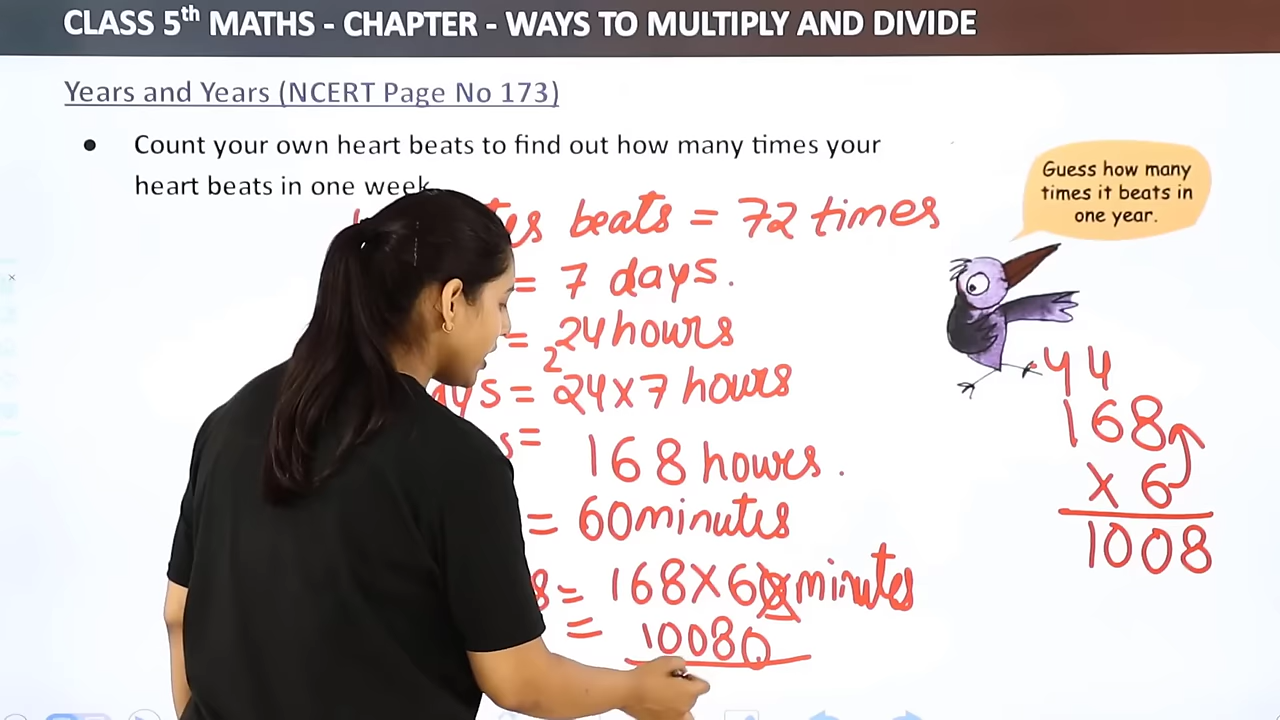 CLASS 5th MATHS - CHAPTER - WAYS TO MULTIPLY AND DIVIDE
Years and Years (NCERT Page No 173)
● Count your own heart beats to find out how many times your
heart beats in one week
Guess how many
times it beats in
one year.
beats = 72 times
= 7 days.
= 24 hours
2
= 24×7 hours
= 168 hours.
= 60 minutes
8 = 168×60 minutes
= 10080
44
168
× 6
1008